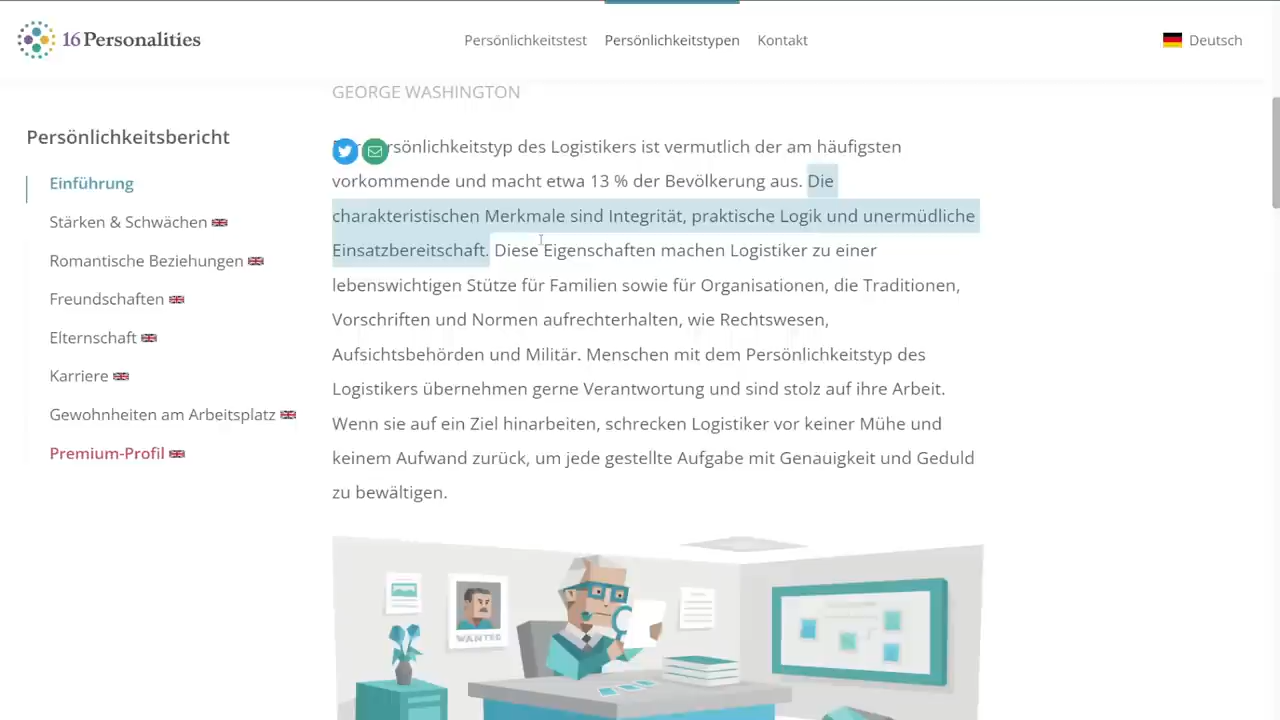 16Personalities
Persönlichkeitstest
Persönlichkeitstypen
Kontakt
Deutsch
GEORGE WASHINGTON
Persönlichkeitsbericht
Einführung
Stärken & Schwächen
Romantische Beziehungen
Freundschaften
Elternschaft
Karriere
Gewohnheiten am Arbeitsplatz
Premium-Profil
des Logistikers ist vermutlich der am häufigsten
vorkommende und macht etwa 13 % der Bevölkerung aus. Die
charakteristischen Merkmale sind Integrität, praktische Logik und unermüdliche
Einsatzbereitschaft. Diese Eigenschaften machen Logistiker zu einer
lebenswichtigen Stütze für Familien sowie für Organisationen, die Traditionen,
Vorschriften und Normen aufrechterhalten, wie Rechtswesen,
Aufsichtsbehörden und Militär. Menschen mit dem Persönlichkeitstyp des
Logistikers übernehmen gerne Verantwortung und sind stolz auf ihre Arbeit.
Wenn sie auf ein Ziel hinarbeiten, schrecken Logistiker vor keiner Mühe und
keinem Aufwand zurück, um jede gestellte Aufgabe mit Genauigkeit und Geduld
zu bewältigen.
WANTED